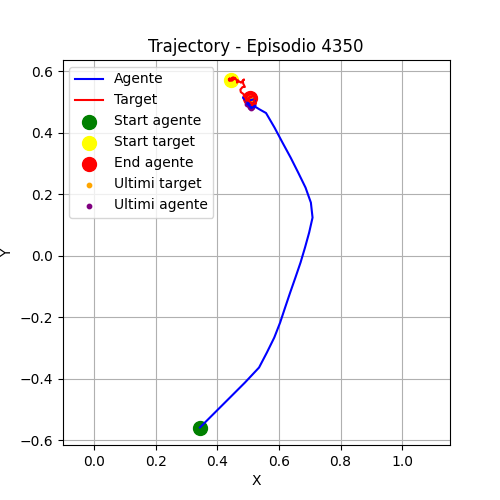 Trajectory - Episodio 4350
Agente
Target
Start agente
Start target
End agente
Ultimi target
Ultimi agente
0.6
0.4
0.2
0.0
−0.2
−0.4
−0.6
Y
0.0 0.2 0.4 0.6 0.8 1.0
X